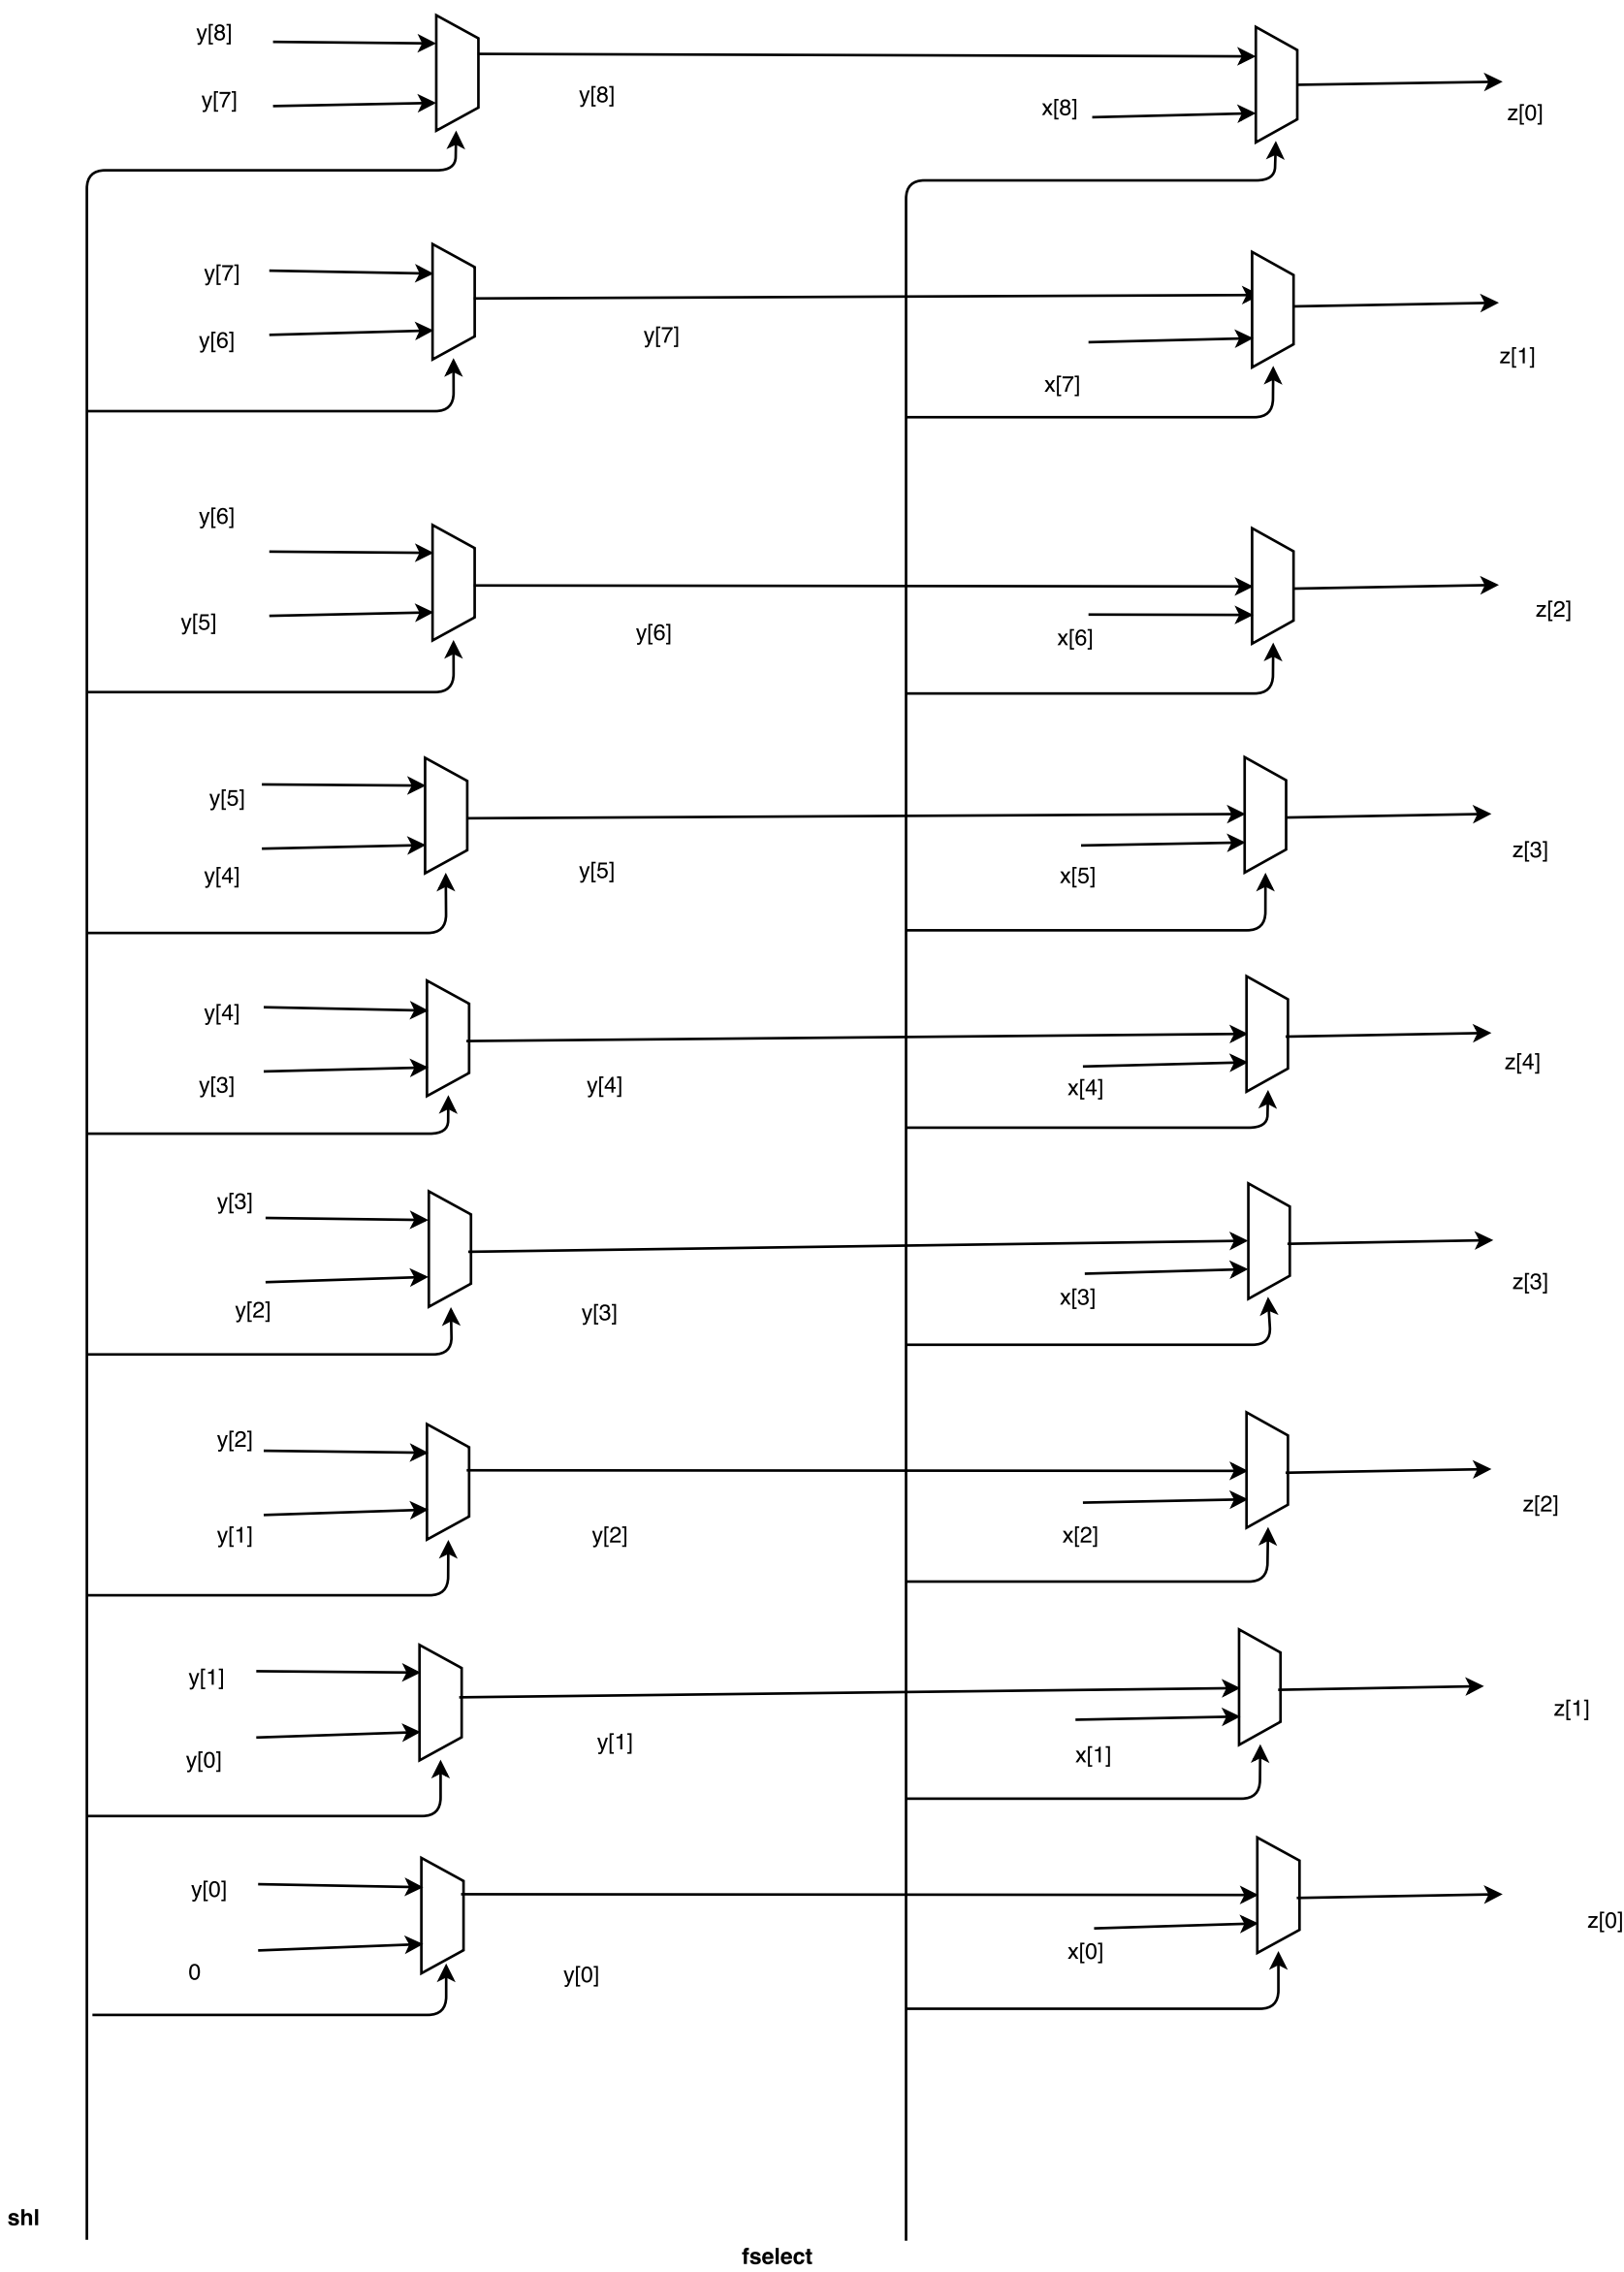 y[8]
y[7]
y[8]
x[8]
z[0]
y[7]
y[6]
y[7]
x[7]
z[1]
y[6]
y[5]
y[6]
x[6]
z[2]
y[5]
y[4]
y[5]
x[5]
z[3]
y[4]
y[3]
y[4]
x[4]
z[4]
y[3]
y[2]
y[3]
x[3]
z[3]
y[2]
y[1]
y[2]
x[2]
z[2]
y[1]
y[0]
y[1]
x[1]
z[1]
y[0]
0
y[0]
x[0]
z[0]
shl
fselect